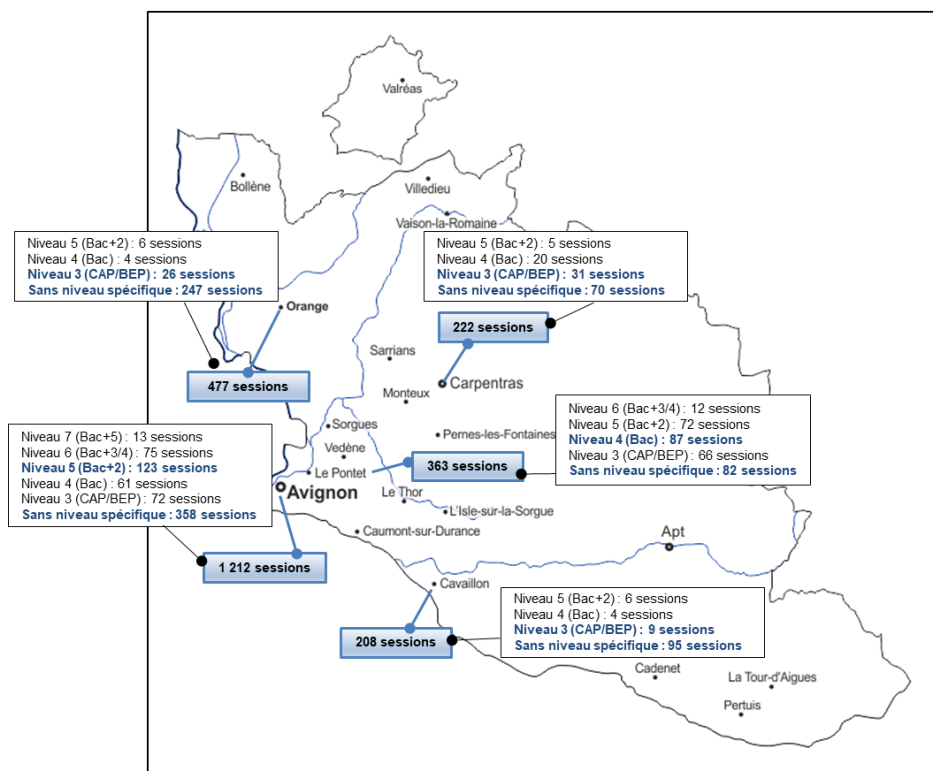 Valréas
Bollène
Villedieu
Vaison-la-Romaine
Niveau 5 (Bac+2) : 6 sessions
Niveau 4 (Bac) : 4 sessions
Niveau 3 (CAP/BEP) : 26 sessions
Sans niveau spécifique : 247 sessions
Niveau 5 (Bac+2) : 5 sessions
Niveau 4 (Bac) : 20 sessions
Niveau 3 (CAP/BEP) : 31 sessions
Sans niveau spécifique : 70 sessions
Orange
222 sessions
Sarrians
477 sessions
Carpentras
Monteux
Niveau 7 (Bac+5) : 13 sessions
Niveau 6 (Bac+3/4) : 75 sessions
Niveau 5 (Bac+2) : 123 sessions
Niveau 4 (Bac) : 61 sessions
Niveau 3 (CAP/BEP) : 72 sessions
Sans niveau spécifique : 358 sessions
Niveau 6 (Bac+3/4) : 12 sessions
Niveau 5 (Bac+2) : 72 sessions
Niveau 4 (Bac) : 87 sessions
Niveau 3 (CAP/BEP) : 66 sessions
Sans niveau spécifique : 82 sessions
Sorgues
Pernes-les-Fontaines
Vedène
Le Pontet
363 sessions
Avignon
Le Thor
L'Isle-sur-la-Sorgue
Caumont-sur-Durance
Apt
1 212 sessions
Cavaillon
Niveau 5 (Bac+2) : 6 sessions
Niveau 4 (Bac) : 4 sessions
Niveau 3 (CAP/BEP) : 9 sessions
Sans niveau spécifique : 95 sessions
208 sessions
Cadenet
La Tour-d'Aigues
Pertuis